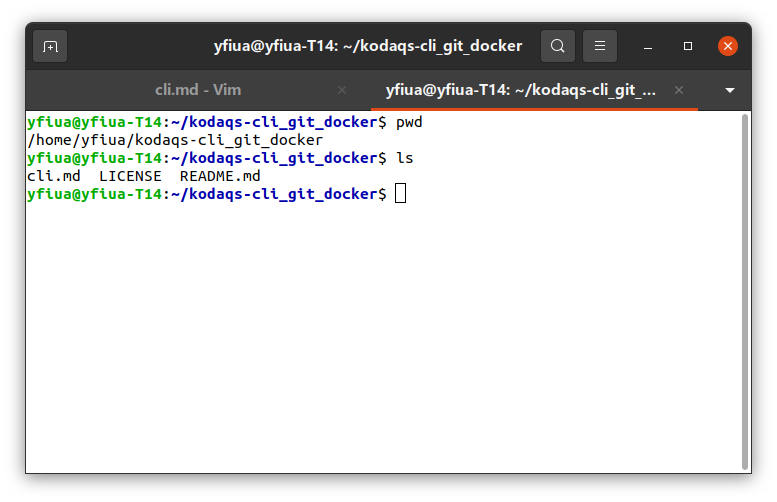 yfiua@yfiua-T14: ~/kodaqs-cli_git_docker
cli.md - Vim
yfiua@yfiua-T14: ~/kodaqs-cli_git_...
yfiua@yfiua-T14:~/kodaqs-cli_git_docker$ pwd
/home/yfiua/kodaqs-cli_git_docker
yfiua@yfiua-T14:~/kodaqs-cli_git_docker$ ls
cli.md  LICENSE  README.md
yfiua@yfiua-T14:~/kodaqs-cli_git_docker$